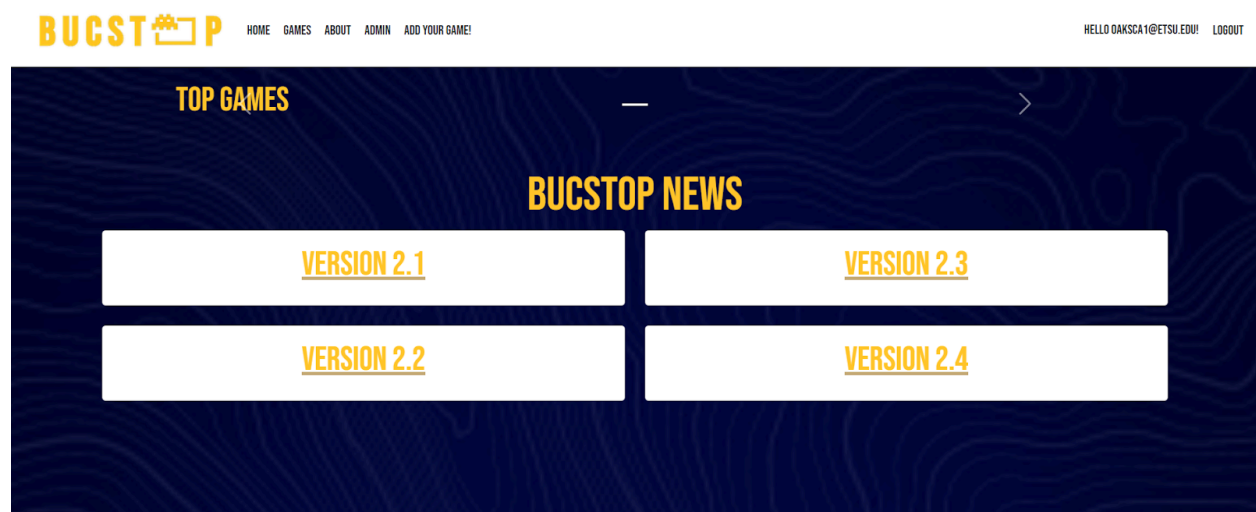 BUCSTOP HOME GAMES ABOUT ADMIN ADD YOUR GAME! HELLO OAKSCA1@ETSU.EDU! LOGOUT
TOP GAMES
BUCSTOP NEWS
VERSION 2.1 VERSION 2.3
VERSION 2.2 VERSION 2.4